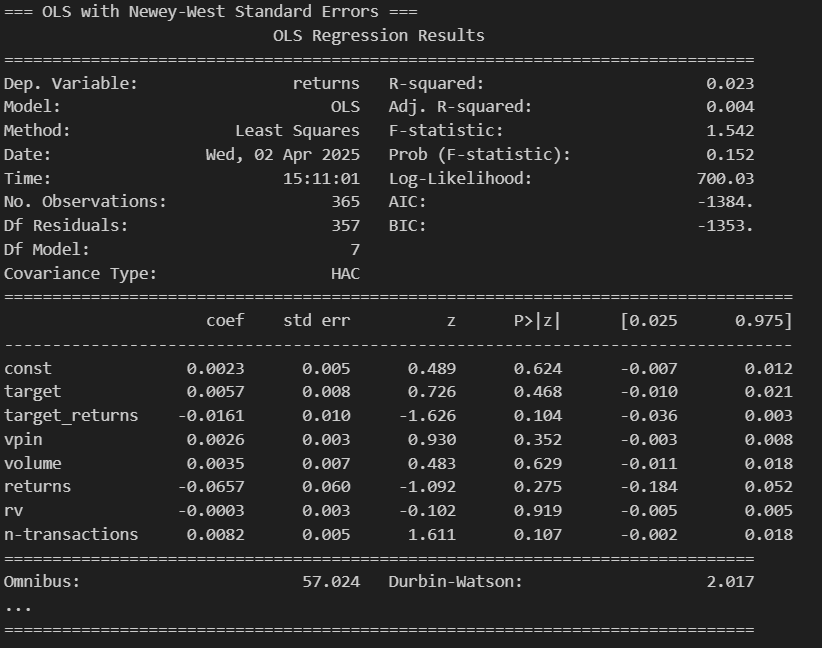 === OLS with Newey-West Standard Errors ===
                            OLS Regression Results
==============================================================================
Dep. Variable:                returns   R-squared:                       0.023
Model:                            OLS   Adj. R-squared:                  0.004
Method:                 Least Squares   F-statistic:                     1.542
Date:                Wed, 02 Apr 2025   Prob (F-statistic):              0.152
Time:                        15:11:01   Log-Likelihood:                 700.03
No. Observations:                 365   AIC:                            -1384.
Df Residuals:                     357   BIC:                            -1353.
Df Model:                           7
Covariance Type:                  HAC
==================================================================================
                     coef    std err          z      P>|z|      [0.025      0.975]
----------------------------------------------------------------------------------
const              0.0023      0.005      0.489      0.624      -0.007       0.012
target             0.0057      0.008      0.726      0.468      -0.010       0.021
target_returns    -0.0161      0.010     -1.626      0.104      -0.036       0.003
vpin               0.0026      0.003      0.930      0.352      -0.003       0.008
volume             0.0035      0.007      0.483      0.629      -0.011       0.018
returns           -0.0657      0.060     -1.092      0.275      -0.184       0.052
rv                -0.0003      0.003     -0.102      0.919      -0.005       0.005
n-transactions     0.0082      0.005      1.611      0.107      -0.002       0.018
==============================================================================
Omnibus:                       57.024   Durbin-Watson:                   2.017
...
==============================================================================